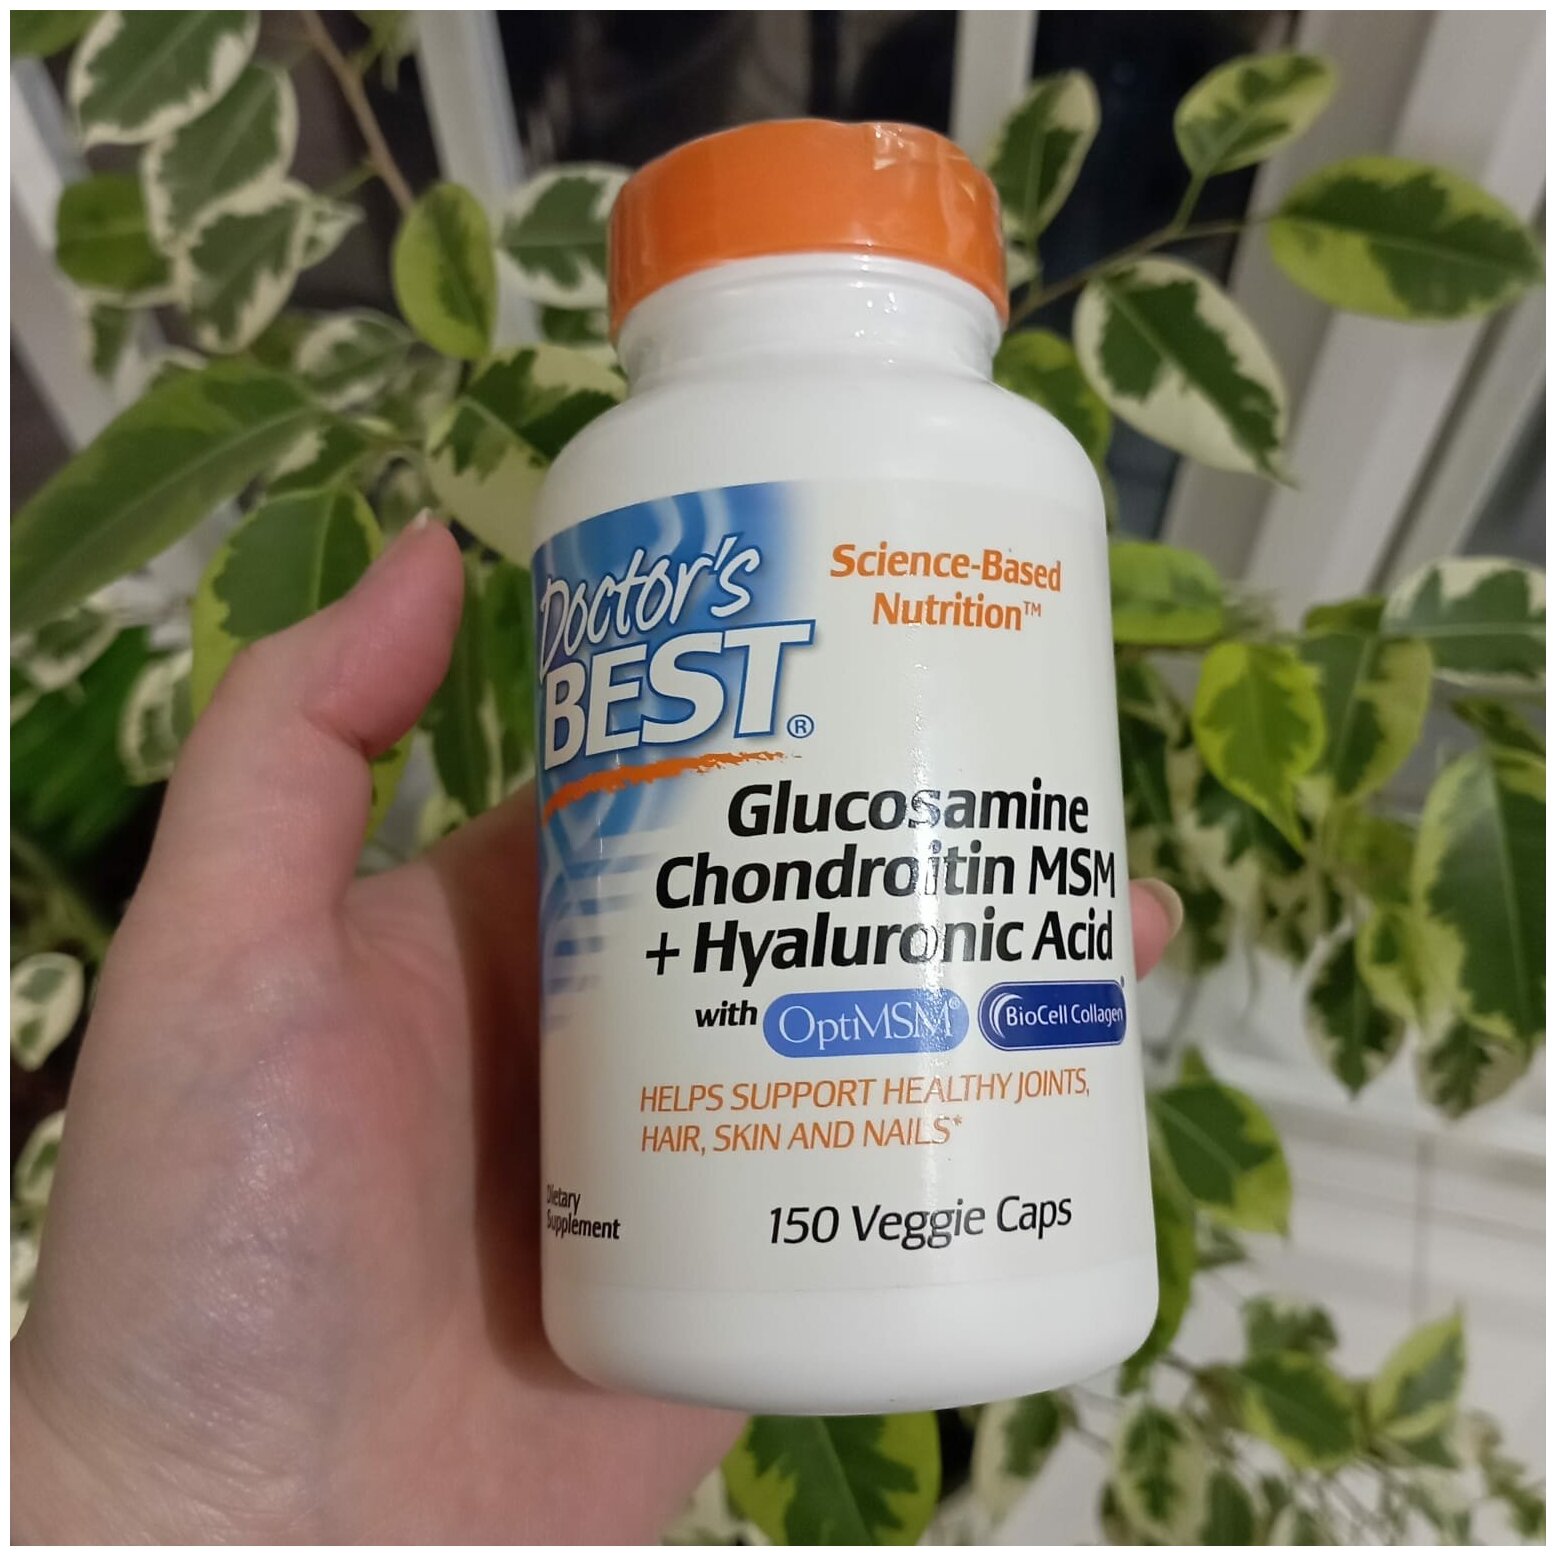 Doctor's
BEST®
Science-Based
Nutrition™
Glucosamine
Chondroitin MSM
+ Hyaluronic Acid
with OptiMSM® BioCell Collagen®
HELPS SUPPORT HEALTHY JOINTS,
HAIR, SKIN AND NAILS*
Dietary
Supplement
150 Veggie Caps